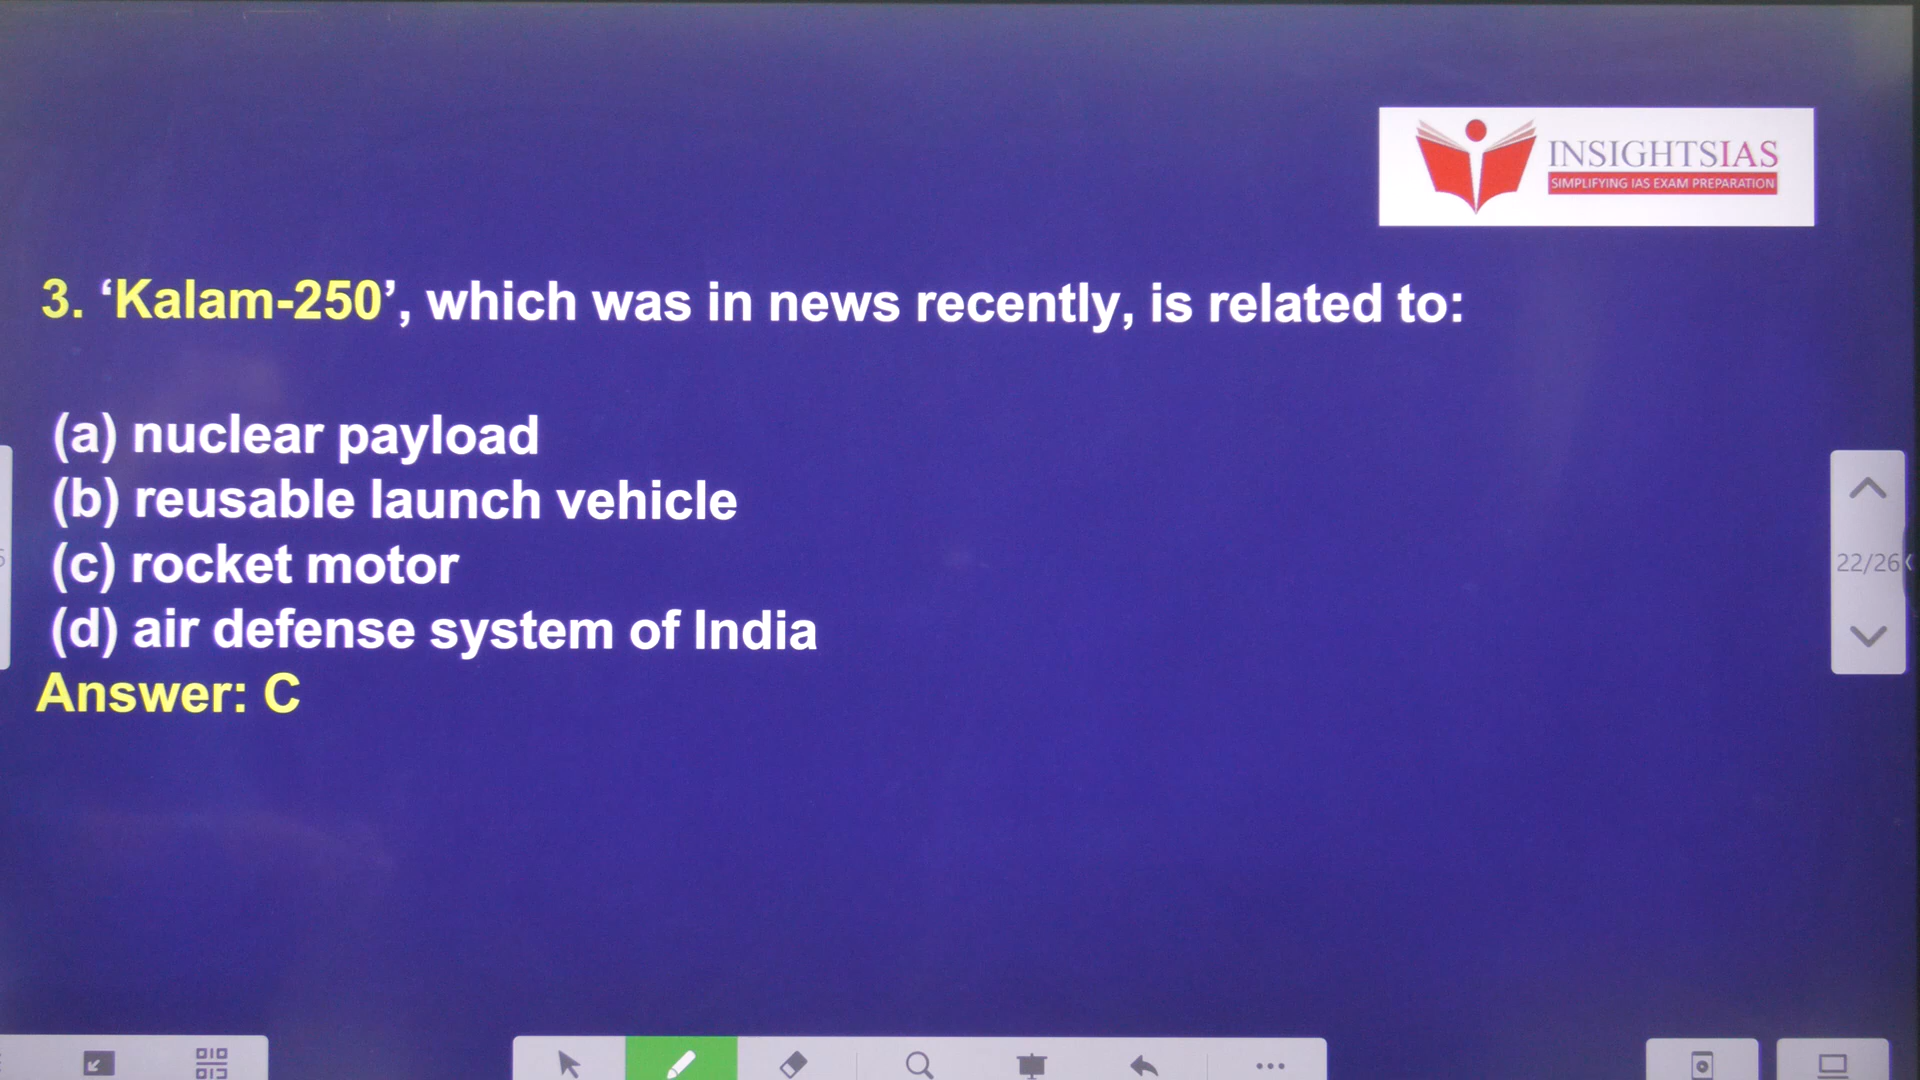 INSIGHTSIAS
SIMPLIFYING IAS EXAM PREPARATION
3. ‘Kalam-250’, which was in news recently, is related to:
(a) nuclear payload
(b) reusable launch vehicle
(c) rocket motor
(d) air defense system of India
Answer: C
22/26